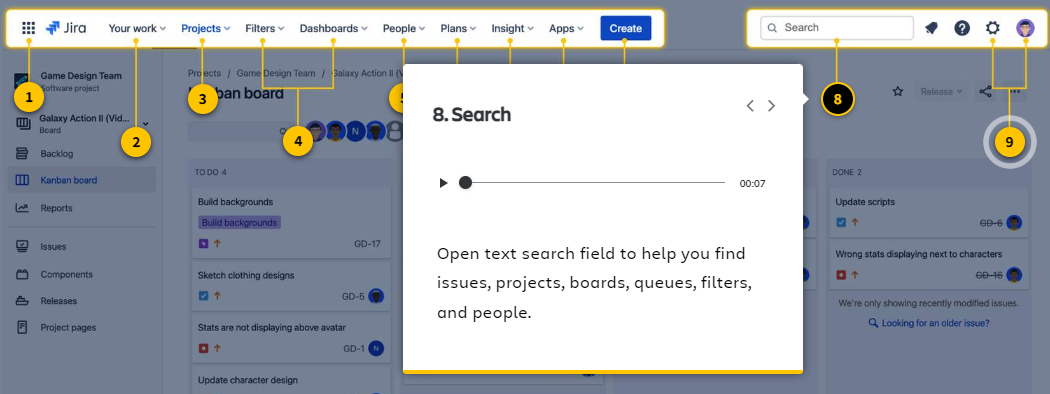 Jira
Your work
Projects
Filters
Dashboards
People
Plans
Insight
Apps
Create
Search
1
2
3
4
8
9
Game Design Team
Software project
Galaxy Action II (Vid...
Board
Backlog
Kanban board
Reports
Issues
Components
Releases
Project pages
Projects / Game Design Team / Galaxy Action II (V
ban board
N
Release
TO DO 4
Build backgrounds
Build backgrounds
GD-17
Sketch clothing designs
GD-5
Stats are not displaying above avatar
GD-1 N
Update character design
8. Search
00:07
Open text search field to help you find
issues, projects, boards, queues, filters,
and people.
DONE 2
Update scripts
GD-6
Wrong stats displaying next to characters
GD-16
We're only showing recently modified issues.
Looking for an older issue?